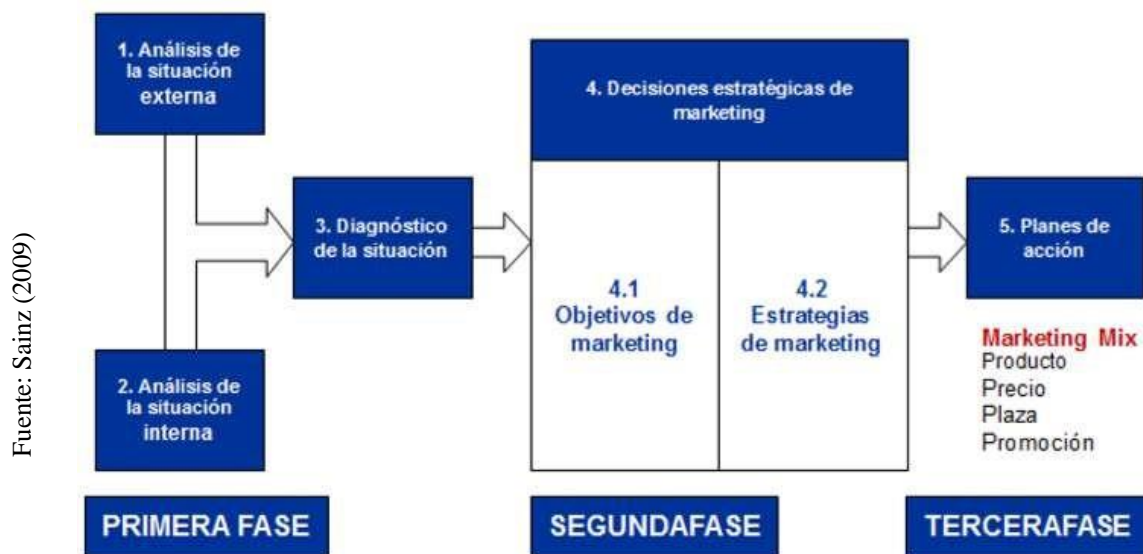 1. Análisis de
la situación
externa
2. Análisis de
la situación
interna
3. Diagnóstico
de la situación
4. Decisiones estratégicas de
marketing
4.1
Objetivos de
marketing
4.2
Estrategias
de marketing
5. Planes de
acción
Marketing Mix
Producto
Precio
Plaza
Promoción
PRIMERA FASE
SEGUNDAFASE
TERCERAFASE
Fuente: Sainz (2009)